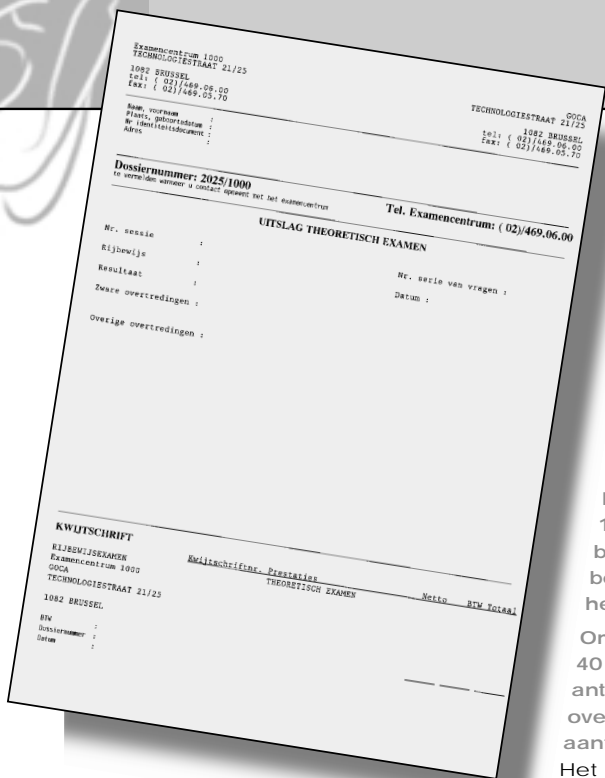 Examencentrum 1000
TECHNOLOGIESTRAAT 21/25
1082 BRUSSEL
tel: ( 02)/469.06.00
fax: ( 02)/469.05.70
GOCA
TECHNOLOGIESTRAAT 21/25
1082 BRUSSEL
tel: ( 02)/469.06.00
fax: ( 02)/469.05.70
Naam, voornaam :
Plaats, geboortedatum :
Nr identiteitsdocument :
Adres :
Dossiernummer: 2025/1000
te vermelden wanneer u contact opneemt met het examencentrum
Tel. Examencentrum: ( 02)/469.06.00
UITSLAG THEORETISCH EXAMEN
Nr. sessie :
Nr. serie van vragen :
Rijbewijs :
Datum :
Resultaat :
Zware overtredingen :
Overige overtredingen :
KWIJTSCHRIFT
RIJBEWIJSEXAMEN
Examencentrum 1000
GOCA
TECHNOLOGIESTRAAT 21/25
1082 BRUSSEL
Kwijtschriftnr. Prestaties Netto BTW Totaal
THEORETISCH EXAMEN
BTW :
Dossiernummer :
Datum :
40
Het